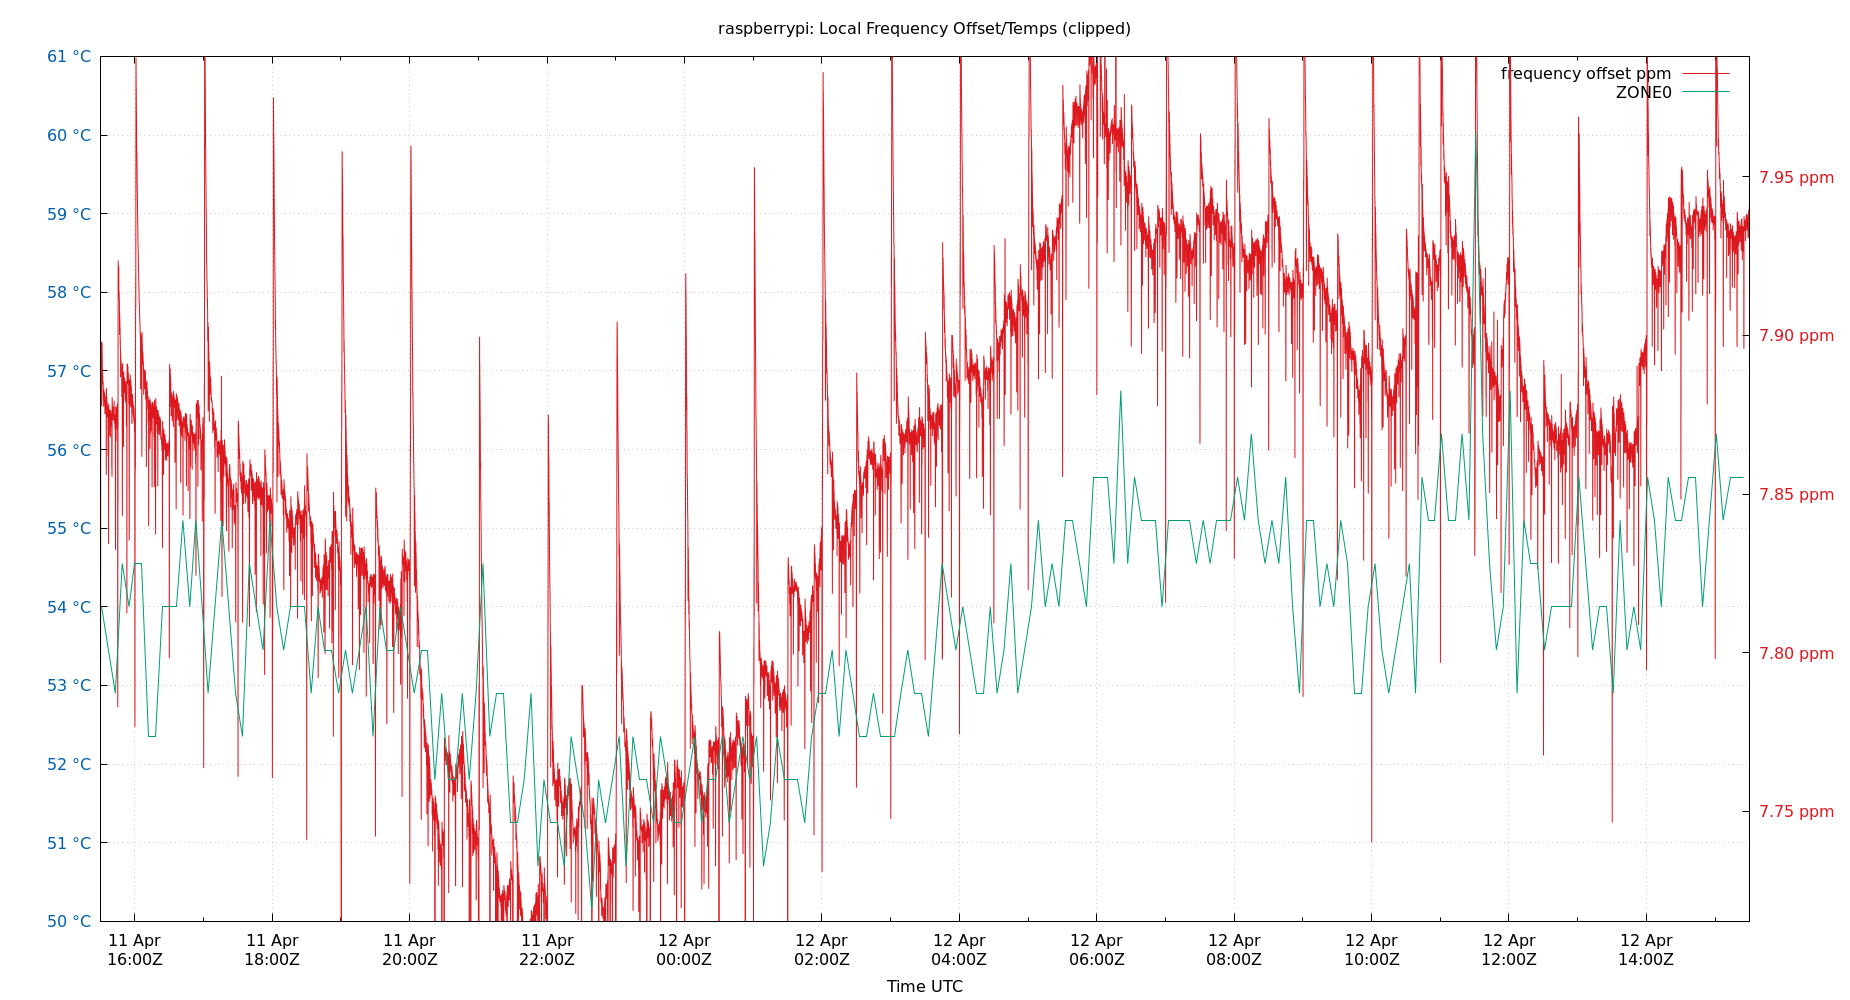 raspberrypi: Local Frequency Offset/Temps (clipped)
61 °C
60 °C
59 °C
58 °C
57 °C
56 °C
55 °C
54 °C
53 °C
52 °C
51 °C
50 °C
frequency offset ppm
ZONE0
7.95 ppm
7.90 ppm
7.85 ppm
7.80 ppm
7.75 ppm
11 Apr
16:00Z
11 Apr
18:00Z
11 Apr
20:00Z
11 Apr
22:00Z
12 Apr
00:00Z
12 Apr
02:00Z
12 Apr
04:00Z
12 Apr
06:00Z
12 Apr
08:00Z
12 Apr
10:00Z
12 Apr
12:00Z
12 Apr
14:00Z
Time UTC